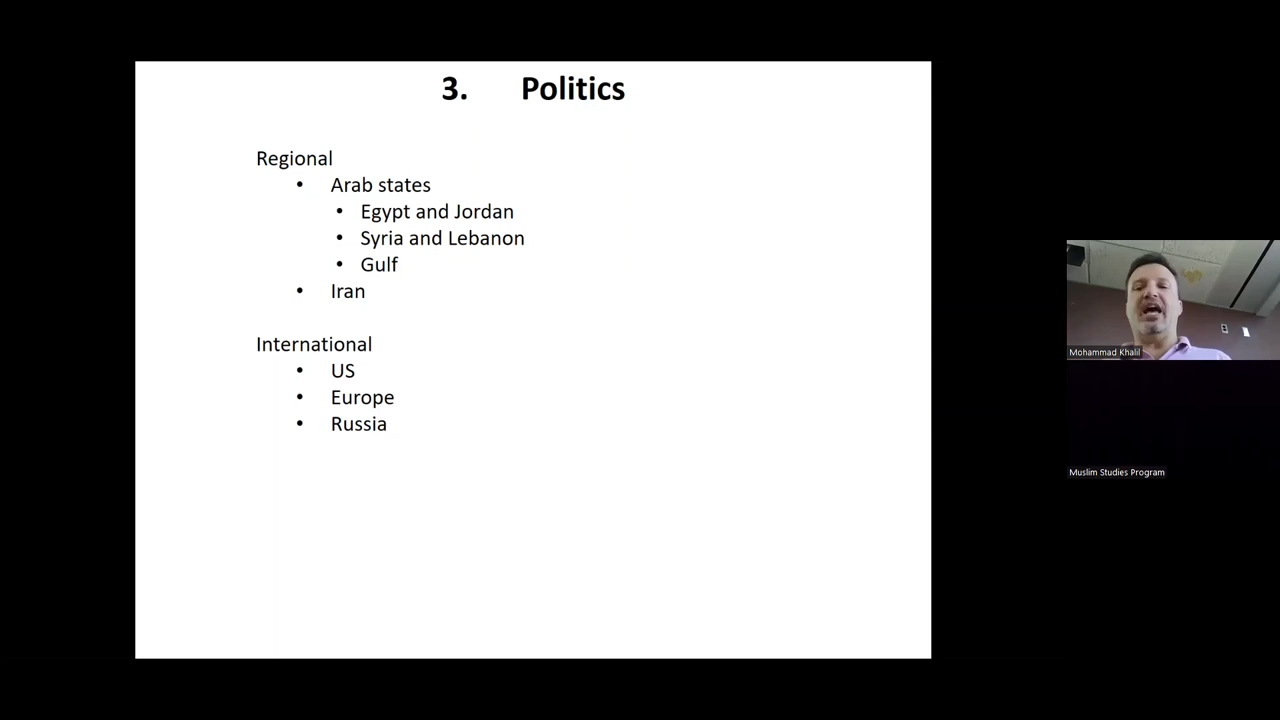 3. Politics
Regional
• Arab states
• Egypt and Jordan
• Syria and Lebanon
• Gulf
• Iran
International
• US
• Europe
• Russia
Mohammad Khalil
Muslim Studies Program